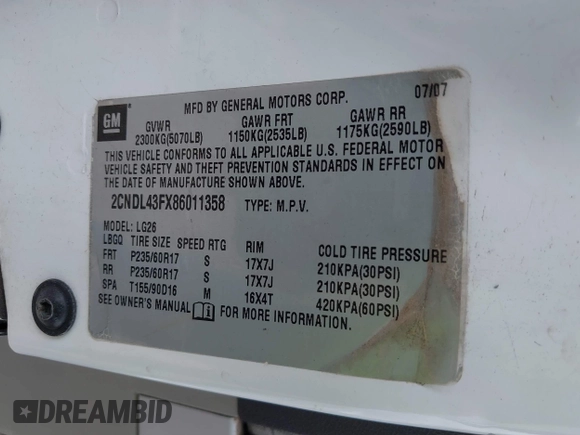 07/07
GM
MFD BY GENERAL MOTORS CORP.
GVWR GAWR FRT GAWR RR
2300KG(5070LB) 1150KG(2535LB) 1175KG(2590LB)
THIS VEHICLE CONFORMS TO ALL APPLICABLE U.S. FEDERAL MOTOR
VEHICLE SAFETY AND THEFT PREVENTION STANDARDS IN EFFECT ON
THE DATE OF MANUFACTURE SHOWN ABOVE.
2CNDL43FX86011358 TYPE: M.P.V.
MODEL: LG26
LBGQ TIRE SIZE SPEED RTG RIM COLD TIRE PRESSURE
FRT P235/60R17 S 17X7J 210KPA(30PSI)
RR P235/60R17 S 17X7J 210KPA(30PSI)
SPA T155/90D16 M 16X4T 420KPA(60PSI)
SEE OWNER'S MANUAL FOR MORE INFORMATION.
DREAMBID